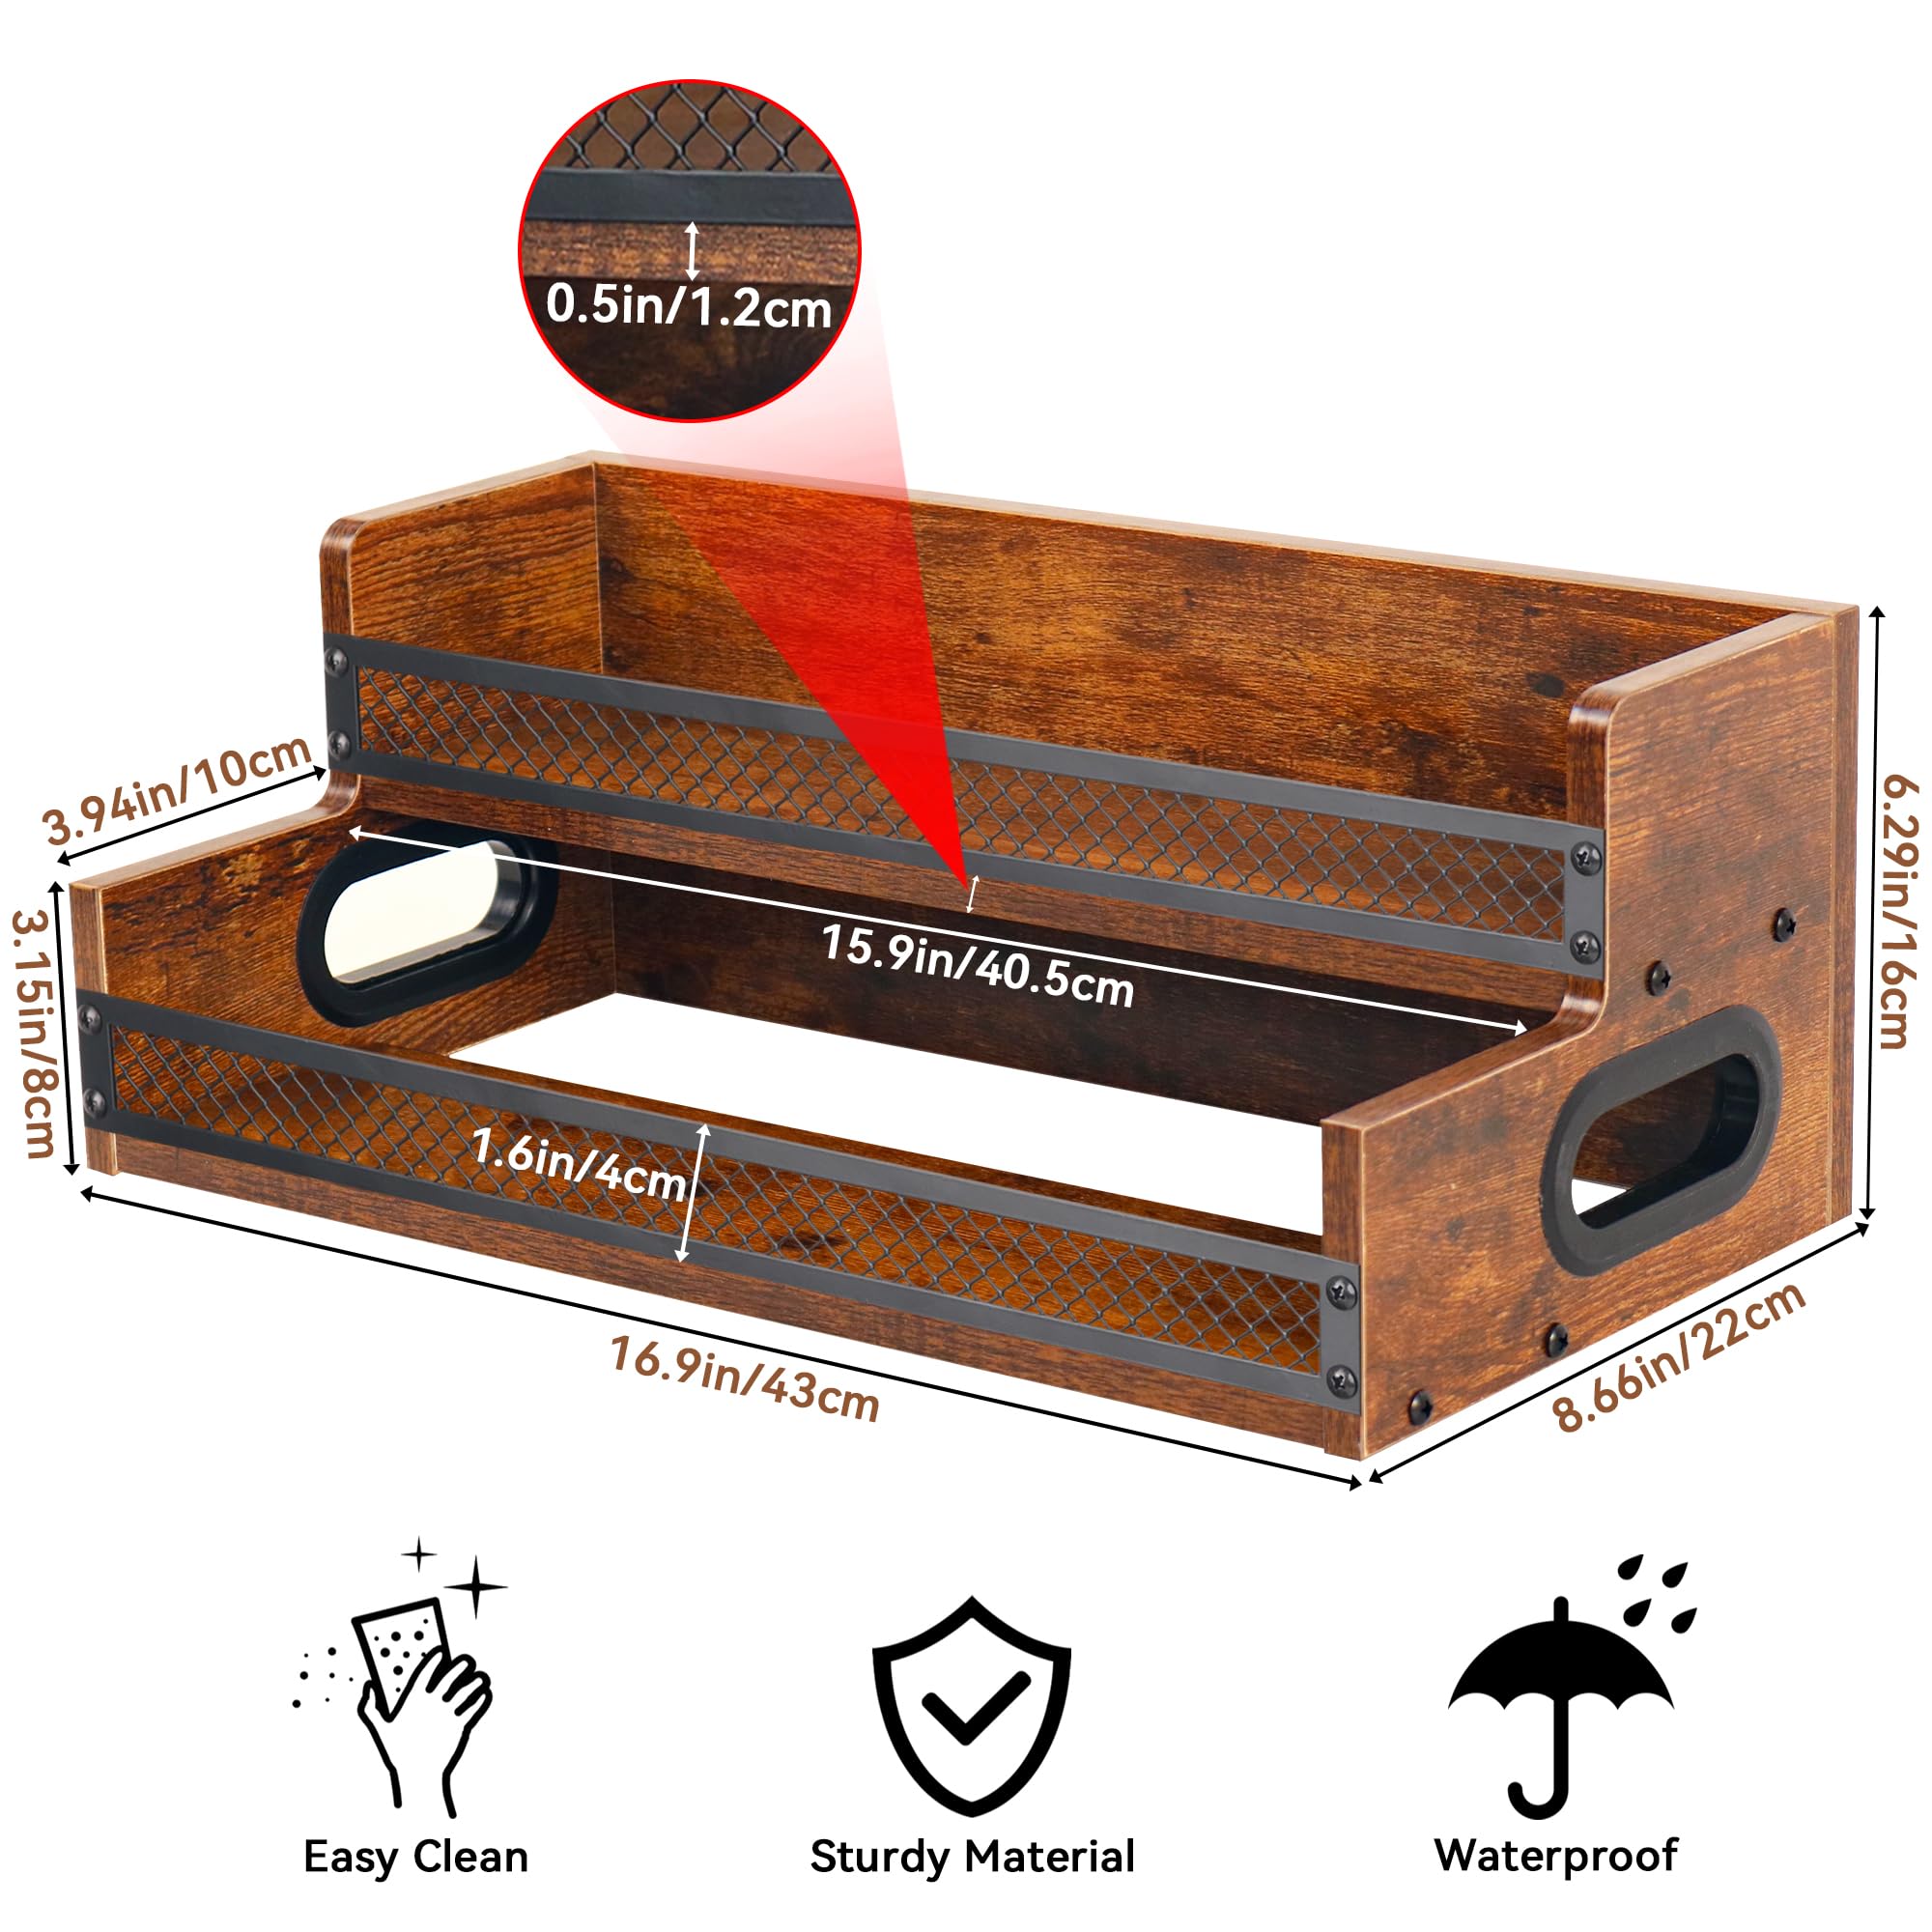 0.5in/1.2cm
3.94in/10cm
6.29in/16cm
3.15in/8cm
15.9in/40.5cm
1.6in/4cm
16.9in/43cm
8.66in/22cm
Easy Clean
Sturdy Material
Waterproof